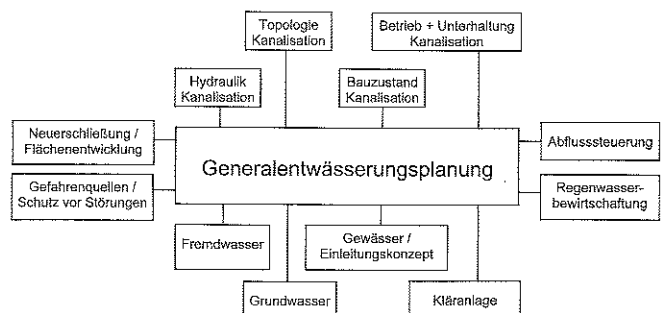 Topologie
Kanalisation
Betrieb + Unterhaltung
Kanalisation
Hydraulik
Kanalisation
Bauzustand
Kanalisation
Neuerschließung /
Flächenentwicklung
Abflusssteuerung
Generalentwässerungsplanung
Gefahrenquellen /
Schutz vor Störungen
Regenwasser-
bewirtschaftung
Fremdwasser
Gewässer /
Einleitungskonzept
Grundwasser
Kläranlage